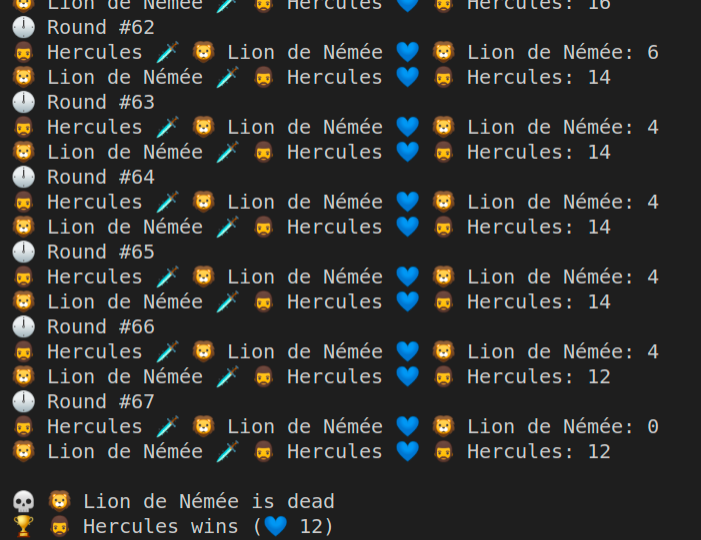 🦁 Lion de Némée 🗡️ 🧔 Hercules 💙 🧔 Hercules: 16
🕛 Round #62
🧔 Hercules 🗡️ 🦁 Lion de Némée 💙 🦁 Lion de Némée: 6
🦁 Lion de Némée 🗡️ 🧔 Hercules 💙 🧔 Hercules: 14
🕛 Round #63
🧔 Hercules 🗡️ 🦁 Lion de Némée 💙 🦁 Lion de Némée: 4
🦁 Lion de Némée 🗡️ 🧔 Hercules 💙 🧔 Hercules: 14
🕛 Round #64
🧔 Hercules 🗡️ 🦁 Lion de Némée 💙 🦁 Lion de Némée: 4
🦁 Lion de Némée 🗡️ 🧔 Hercules 💙 🧔 Hercules: 14
🕛 Round #65
🧔 Hercules 🗡️ 🦁 Lion de Némée 💙 🦁 Lion de Némée: 4
🦁 Lion de Némée 🗡️ 🧔 Hercules 💙 🧔 Hercules: 14
🕛 Round #66
🧔 Hercules 🗡️ 🦁 Lion de Némée 💙 🦁 Lion de Némée: 4
🦁 Lion de Némée 🗡️ 🧔 Hercules 💙 🧔 Hercules: 12
🕛 Round #67
🧔 Hercules 🗡️ 🦁 Lion de Némée 💙 🦁 Lion de Némée: 0
🦁 Lion de Némée 🗡️ 🧔 Hercules 💙 🧔 Hercules: 12
💀 🦁 Lion de Némée is dead
🏆 🧔 Hercules wins (💙 12)